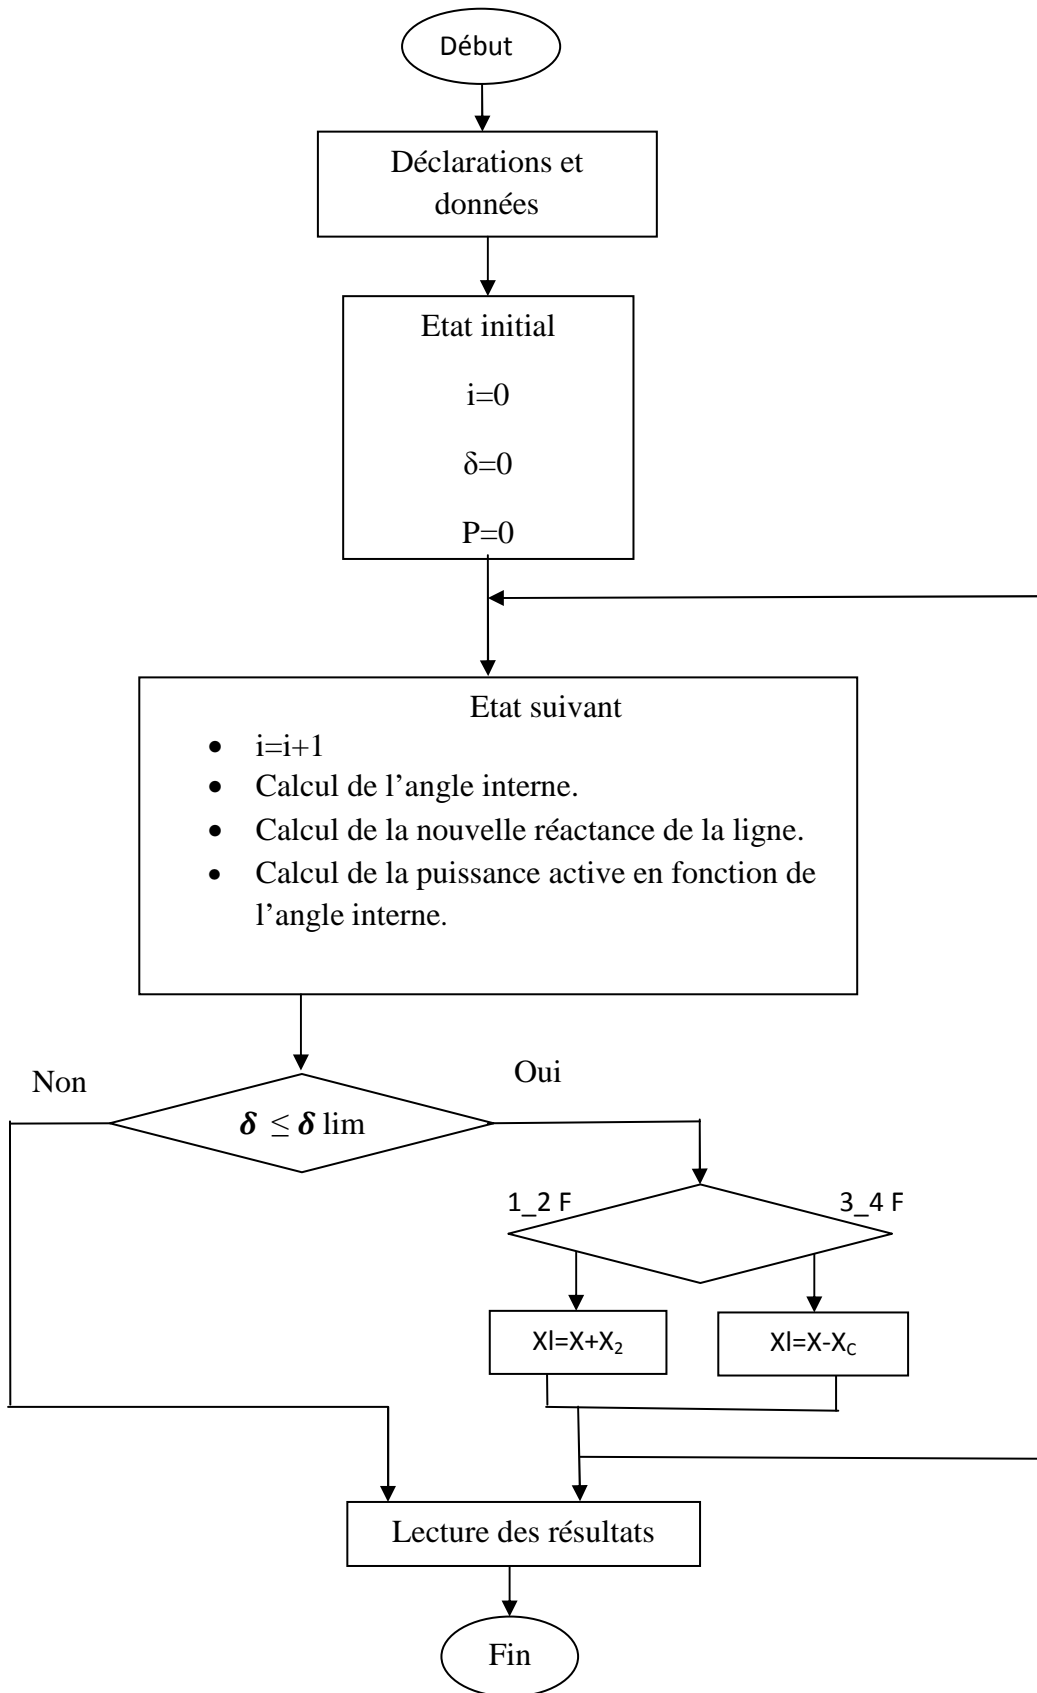 Début
Déclarations et
données
Etat initial
i=0
δ=0
P=0
Etat suivant
• i=i+1
• Calcul de l’angle interne.
• Calcul de la nouvelle réactance de la ligne.
• Calcul de la puissance active en fonction de
l’angle interne.
Non
Oui
δ ≤ δ lim
1_2 F
3_4 F
Xl=X+X₂
Xl=X-X_C
Lecture des résultats
Fin